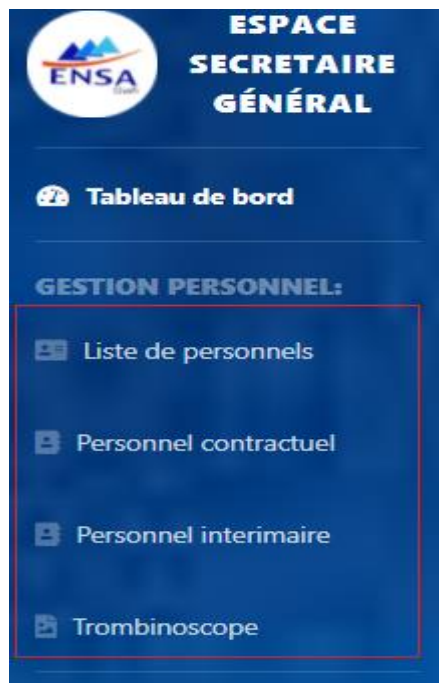 ESPACE
ENSA
SECRETAIRE
GÉNÉRAL
Tableau de bord
GESTION PERSONNEL:
Liste de personnels
Personnel contractuel
Personnel interimaire
Trombinoscope